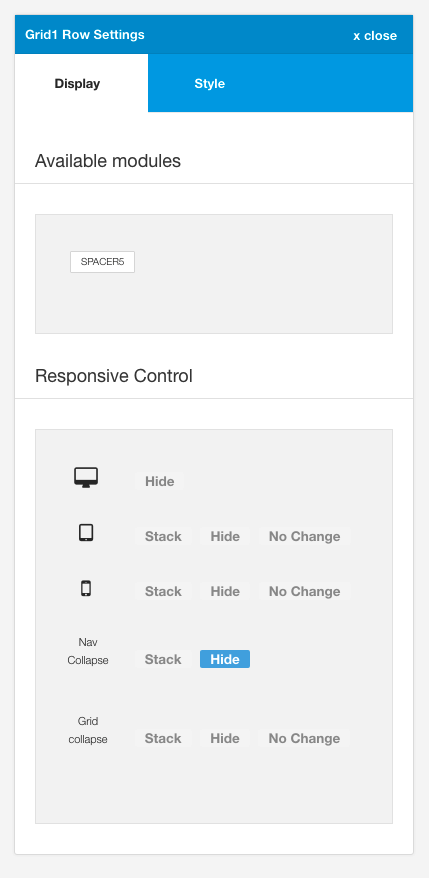 Grid1 Row Settings x close
Display Style
Available modules
SPACER5
Responsive Control
Hide
Stack Hide No Change
Stack Hide No Change
Nav
Collapse Stack Hide
Grid
collapse Stack Hide No Change